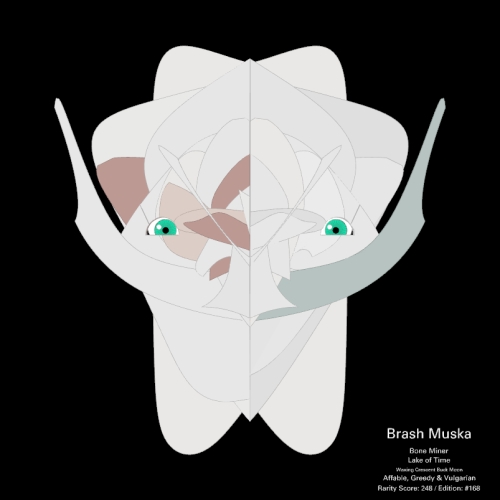 Brash Muska
Bone Miner
Lake of Time
Waxing Crescent Buck Moon
Affable, Greedy & Vulgarian
Rarity Score: 248 / Edition: #168